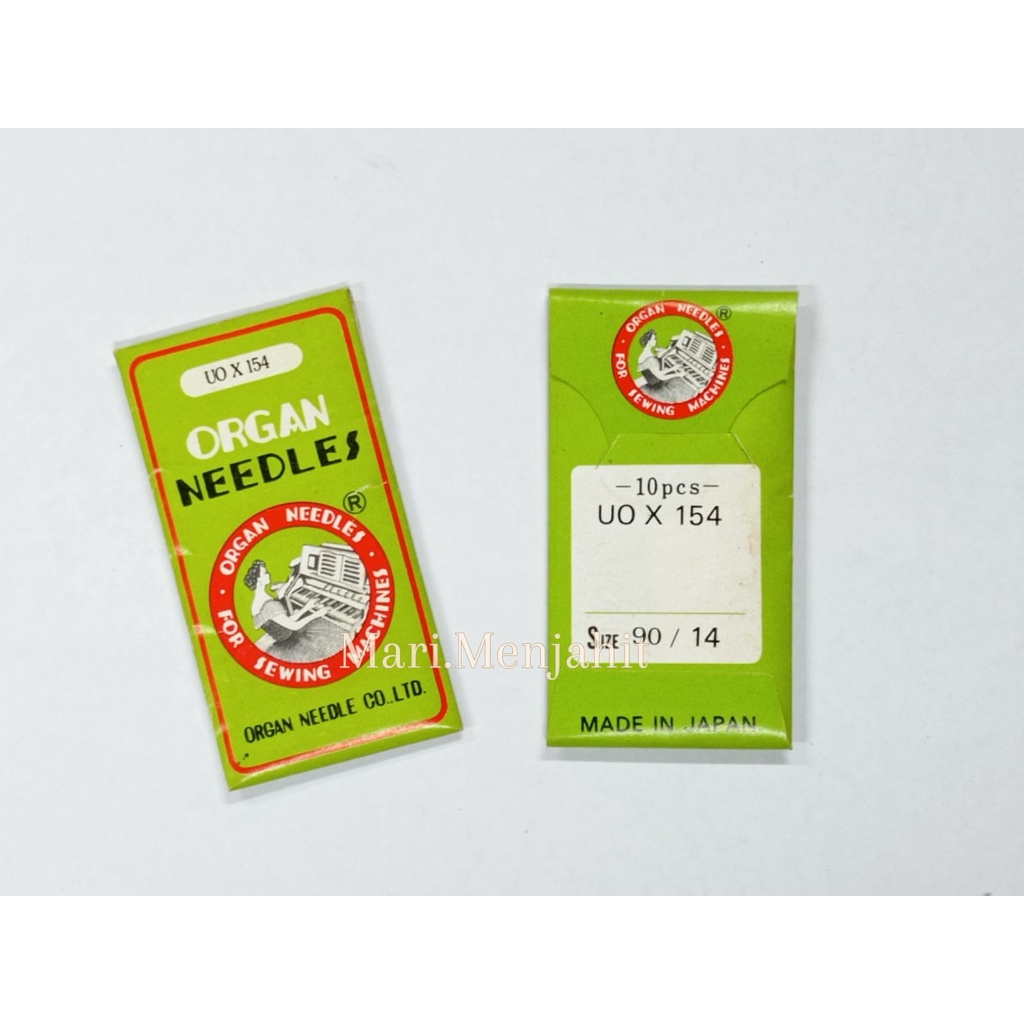 UO X 154
ORGAN
NEEDLES
®
ORGAN NEEDLES
FOR SEWING MACHINES
ORGAN NEEDLE CO.,LTD.
ORGAN NEEDLES
®
FOR SEWING MACHINES
—10pcs—
UO X 154
SIZE 90 / 14
MADE IN JAPAN
Mari.Menjahit